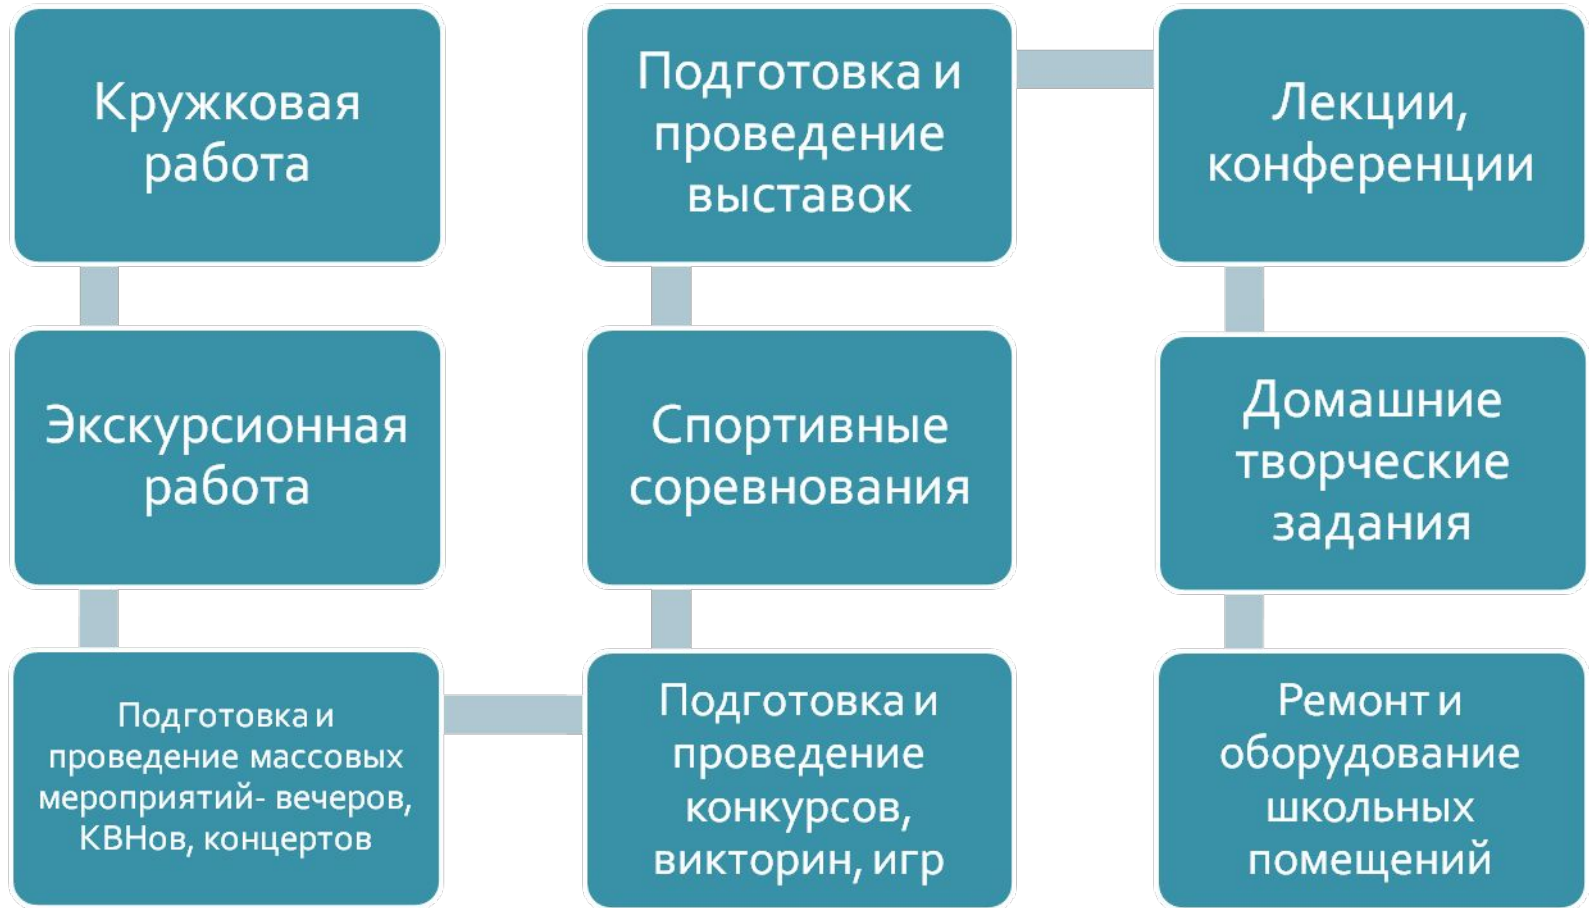 Кружковая
работа
Экскурсионная
работа
Подготовка и
проведение массовых
мероприятий- вечеров,
КВНов, концертов
Подготовка и
проведение
конкурсов,
викторин, игр
Спортивные
соревнования
Подготовка и
проведение
выставок
Лекции,
конференции
Домашние
творческие
задания
Ремонт и
оборудование
школьных
помещений